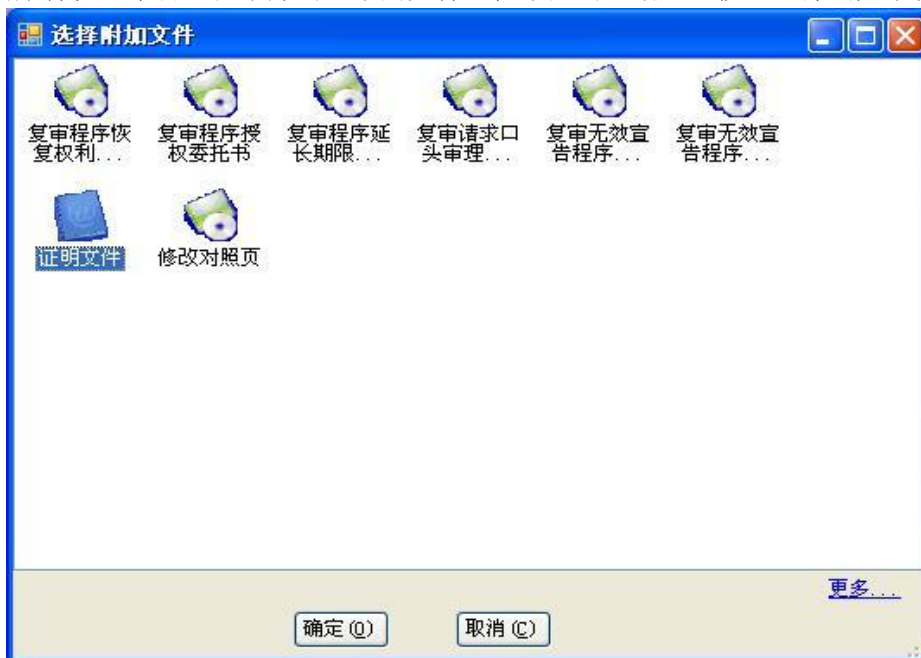 选择附加文件
复审程序恢
复权利...
复审程序授
权委托书
复审程序延
长期限...
复审请求口
头审理...
复审无效宣
告程序...
复审无效宣
告程序...
证明文件
修改对照页
更多...
确定(O)
取消(C)